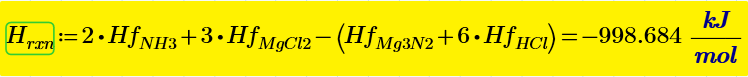 H_rxn := 2 · Hf_NH3 + 3 · Hf_MgCl2 − (Hf_Mg3N2 + 6 · Hf_HCl) = −998.684 kJ/mol